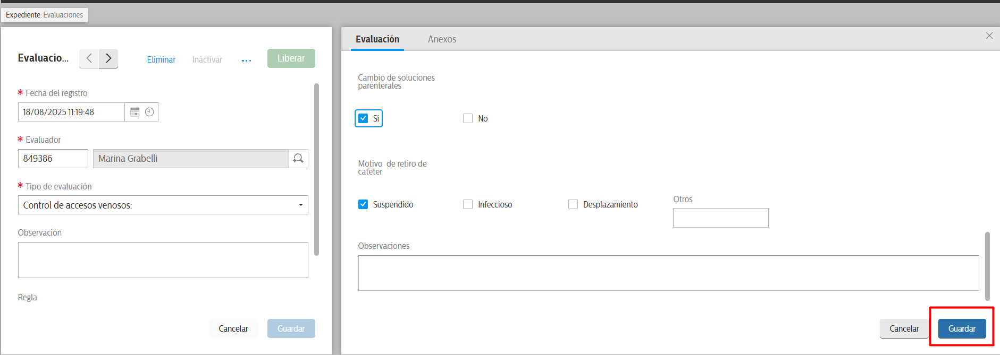 Expediente: Evaluaciones
Evaluacio...
Eliminar
Inactivar
...
Liberar
* Fecha del registro
18/08/2025 11:19:48
* Evaluador
849386
Marina Grabelli
* Tipo de evaluación
Control de accesos venosos:
Observación
Regla
Cancelar
Guardar
Evaluación
Anexos
Cambio de soluciones
parenterales
Si
No
Motivo  de retiro de
cateter
Suspendido
Infeccioso
Desplazamiento
Otros
Observaciones
Cancelar
Guardar